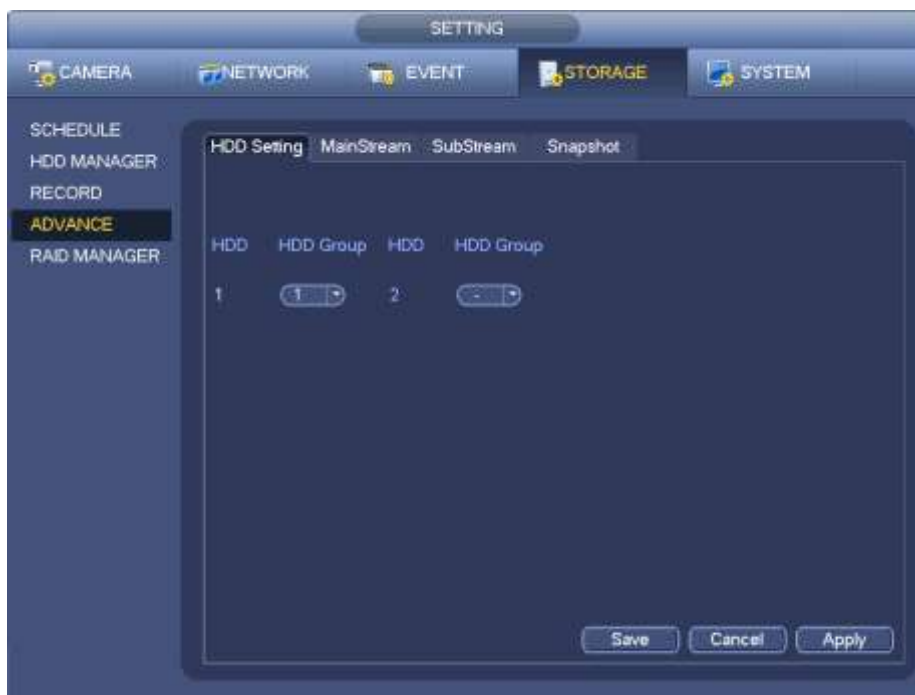 SETTING
CAMERA NETWORK EVENT STORAGE SYSTEM
SCHEDULE
HDD MANAGER
RECORD
ADVANCE
RAID MANAGER
HDD Setting MainStream SubStream Snapshot
HDD HDD Group HDD HDD Group
1 1 2 -
Save Cancel Apply